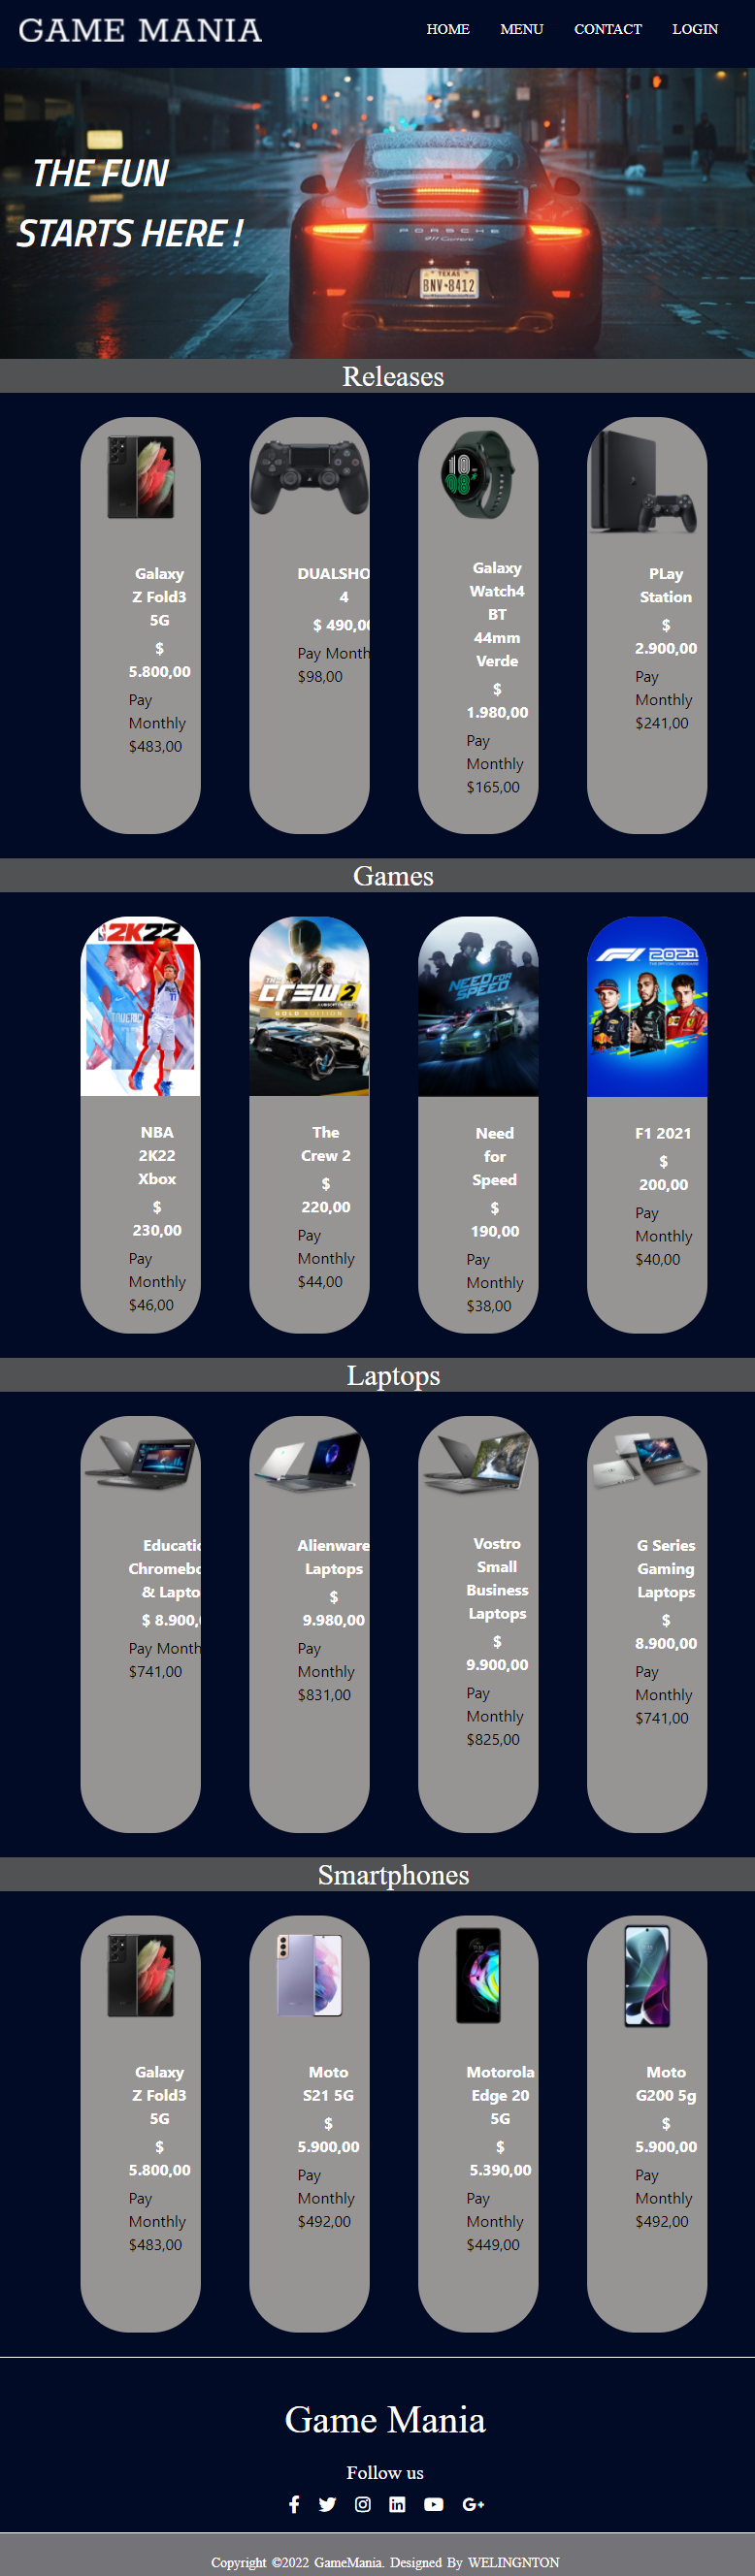 GAME MANIA
HOME MENU CONTACT LOGIN
THE FUN
STARTS HERE !
PORSCHE
911 Carrera
TEXAS
BNV 8412
Releases
Galaxy
Z Fold3
5G
$
5.800,00
Pay
Monthly
$483,00
DUALSHO
4
$ 490,00
Pay Month
$98,00
Galaxy
Watch4
BT
44mm
Verde
$
1.980,00
Pay
Monthly
$165,00
PLay
Station
$
2.900,00
Pay
Monthly
$241,00
Games
2K22
NBA
2K22
Xbox
$
230,00
Pay
Monthly
$46,00
THE
CREW 2
GOLD EDITION
The
Crew 2
$
220,00
Pay
Monthly
$44,00
NEED FOR
SPEED
Need
for
Speed
$
190,00
Pay
Monthly
$38,00
F1 2021
F1 2021
$
200,00
Pay
Monthly
$40,00
Laptops
Educatio
Chromebo
& Lapto
$ 8.900,
Pay Month
$741,00
Alienware
Laptops
$
9.980,00
Pay
Monthly
$831,00
Vostro
Small
Business
Laptops
$
9.900,00
Pay
Monthly
$825,00
G Series
Gaming
Laptops
$
8.900,00
Pay
Monthly
$741,00
Smartphones
Galaxy
Z Fold3
5G
$
5.800,00
Pay
Monthly
$483,00
Moto
S21 5G
$
5.900,00
Pay
Monthly
$492,00
Motorola
Edge 20
5G
$
5.390,00
Pay
Monthly
$449,00
Moto
G200 5g
$
5.900,00
Pay
Monthly
$492,00
Game Mania
Follow us
Copyright ©2022 GameMania. Designed By WELINGNTON